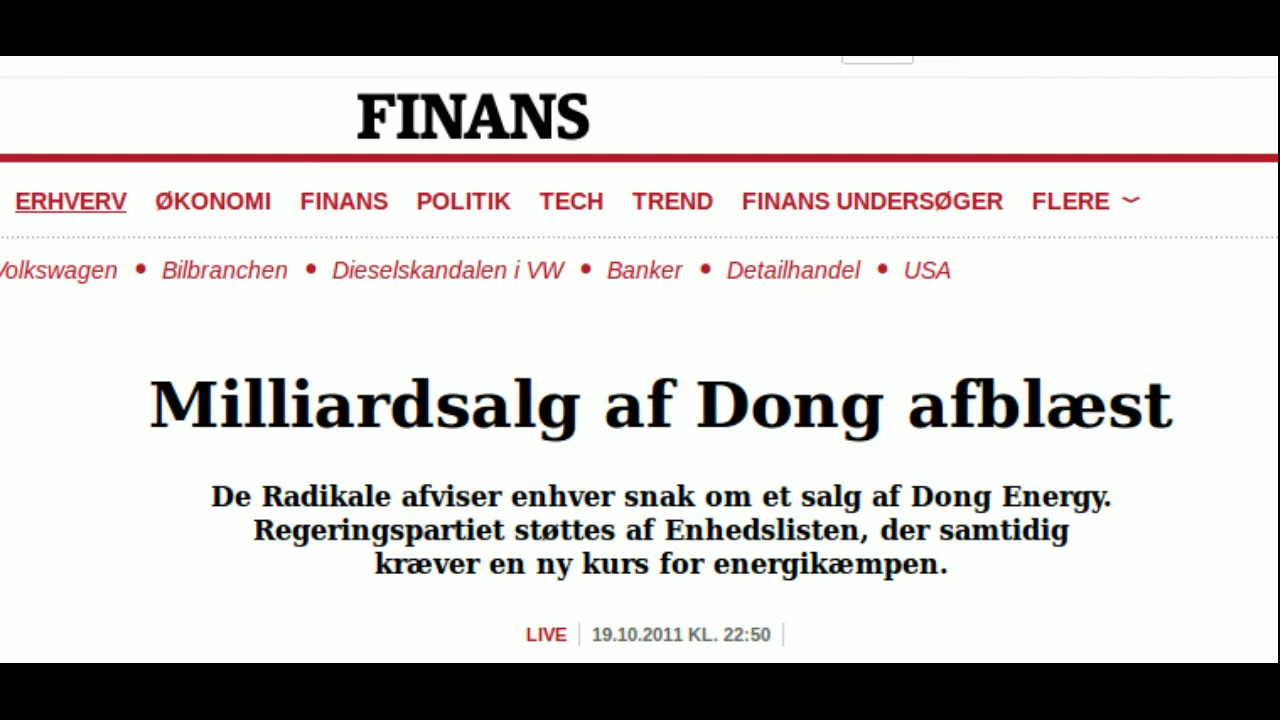 FINANS
ERHVERV ØKONOMI FINANS POLITIK TECH TREND FINANS UNDERSØGER FLERE
Volkswagen • Bilbranchen • Dieselskandalen i VW • Banker • Detailhandel • USA
Milliardsalg af Dong afblæst
De Radikale afviser enhver snak om et salg af Dong Energy.
Regeringspartiet støttes af Enhedslisten, der samtidig
kræver en ny kurs for energikæmpen.
LIVE 19.10.2011 KL. 22:50